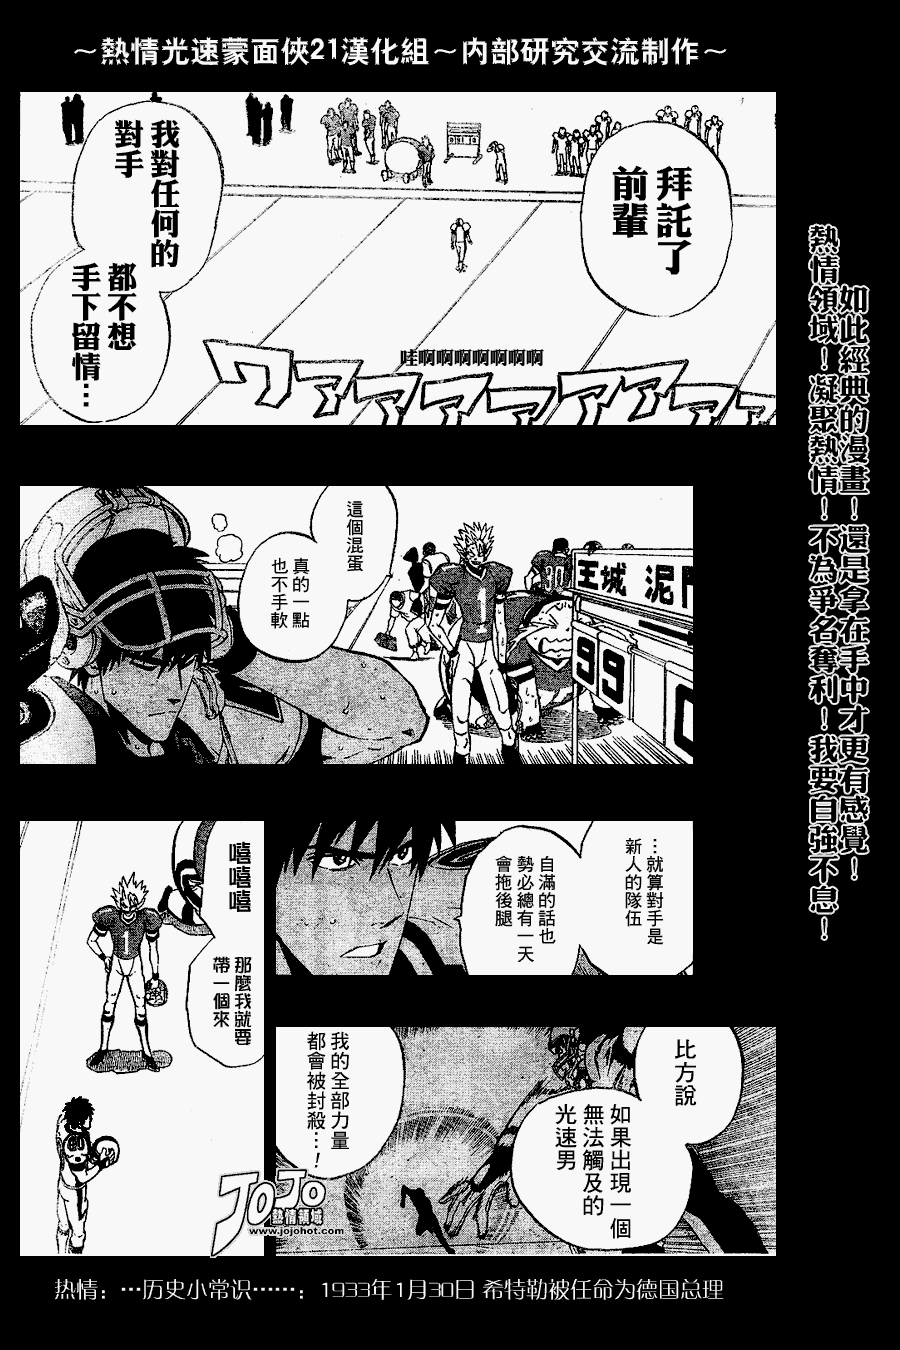 ～熱情光速蒙面俠21漢化組～內部研究交流制作～
拜託了
前輩
我對任何的
對手
都不想
手下留情…
哇啊啊啊啊啊啊啊
ワァアアアアアア
這個混蛋
真的一點
也不手軟
王城 泥門
99 0
1
…就算對手是
新人的隊伍
自滿的話也
勢必總有一天
會拖後腿
嘻嘻嘻
那麼我就要
帶一個來
1
比方說
如果出現一個
無法觸及的
光速男
我的全部力量
都會被封殺…！
如此經典的漫畫！還是拿在手中才更有感覺！
熱情領域！凝聚熱情！不為爭名奪利！我要自強不息！
JOJO
熱情領域
www.jojohot.com
热情：…历史小常识……：1933年1月30日 希特勒被任命为德国总理